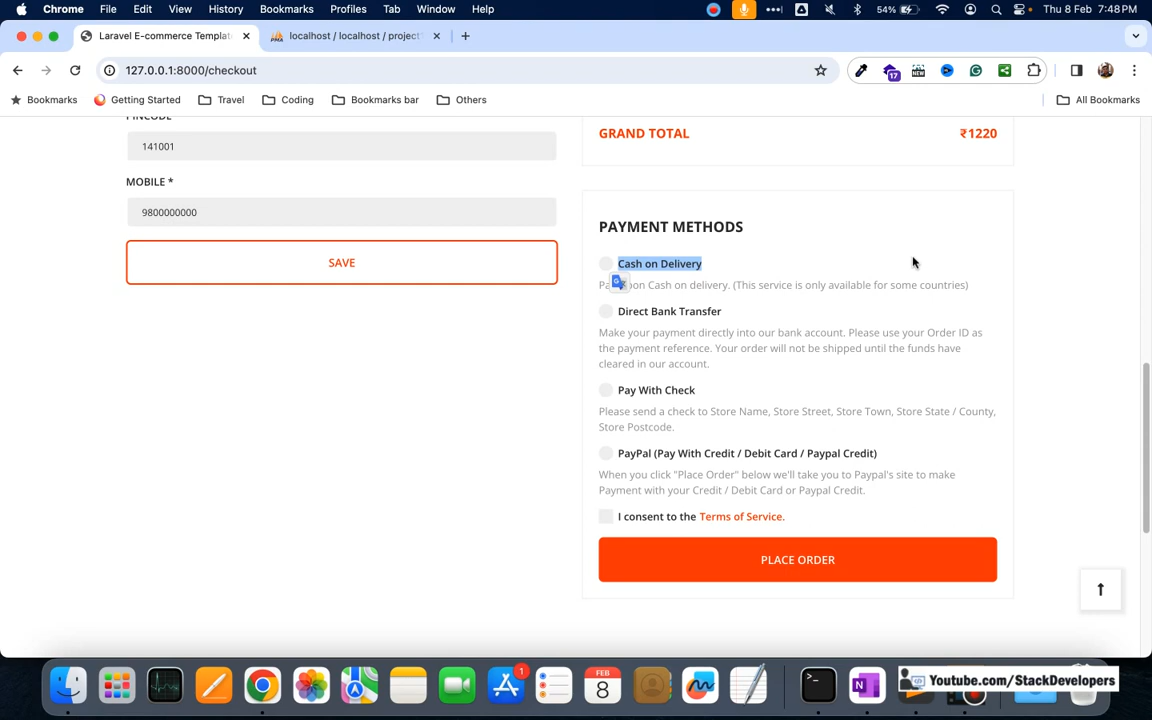 Chrome File Edit View History Bookmarks Profiles Tab Window Help 54% Thu 8 Feb 7:48PM
Laravel E-commerce Templat localhost / localhost / project
127.0.0.1:8000/checkout 17 NEW
Bookmarks Getting Started Travel Coding Bookmarks bar Others All Bookmarks
PINCODE
141001
MOBILE *
9800000000
SAVE
GRAND TOTAL ₹1220
PAYMENT METHODS
Cash on Delivery
on Cash on delivery. (This service is only available for some countries)
Direct Bank Transfer
Make your payment directly into our bank account. Please use your Order ID as
the payment reference. Your order will not be shipped until the funds have
cleared in our account.
Pay With Check
Please send a check to Store Name, Store Street, Store Town, Store State / County,
Store Postcode.
PayPal (Pay With Credit / Debit Card / Paypal Credit)
When you click "Place Order" below we'll take you to Paypal's site to make
Payment with your Credit / Debit Card or Paypal Credit.
I consent to the Terms of Service.
PLACE ORDER
1
FEB
8
Youtube.com/StackDevelopers